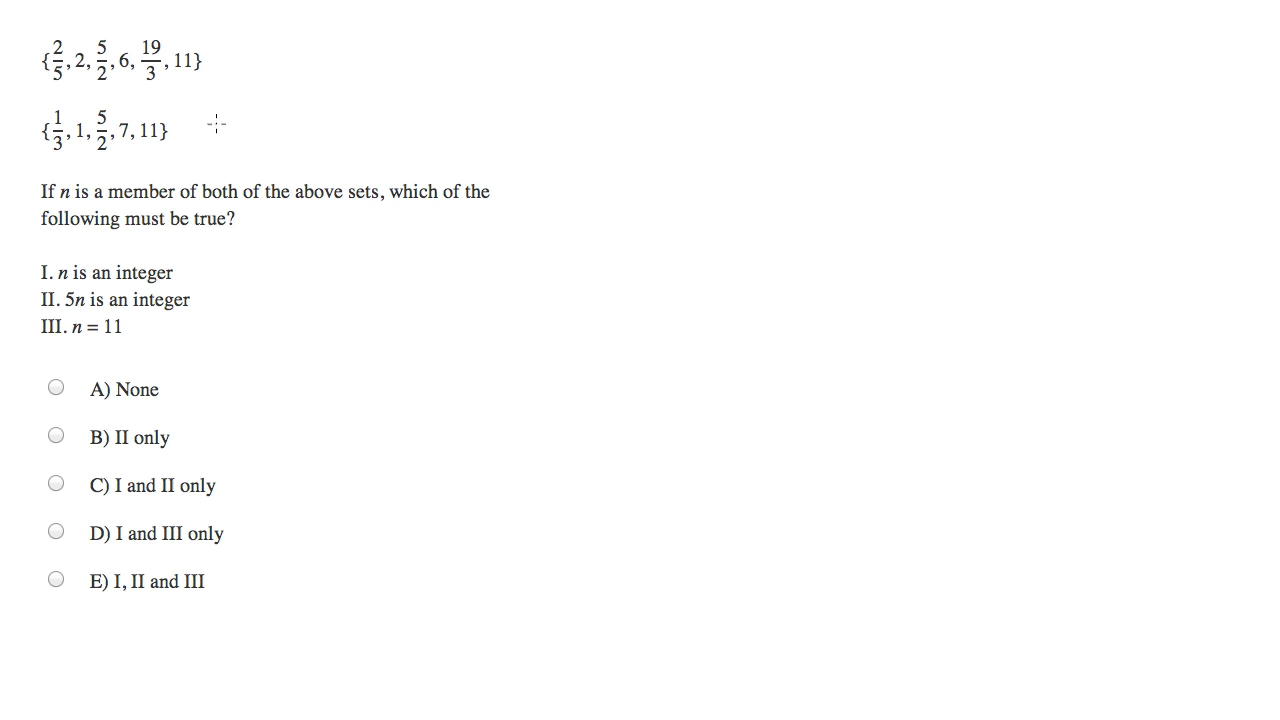 {2/5, 2, 5/2, 6, 19/3, 11}
{1/3, 1, 5/2, 7, 11}
If n is a member of both of the above sets, which of the
following must be true?
I. n is an integer
II. 5n is an integer
III. n = 11
A) None
B) II only
C) I and II only
D) I and III only
E) I, II and III